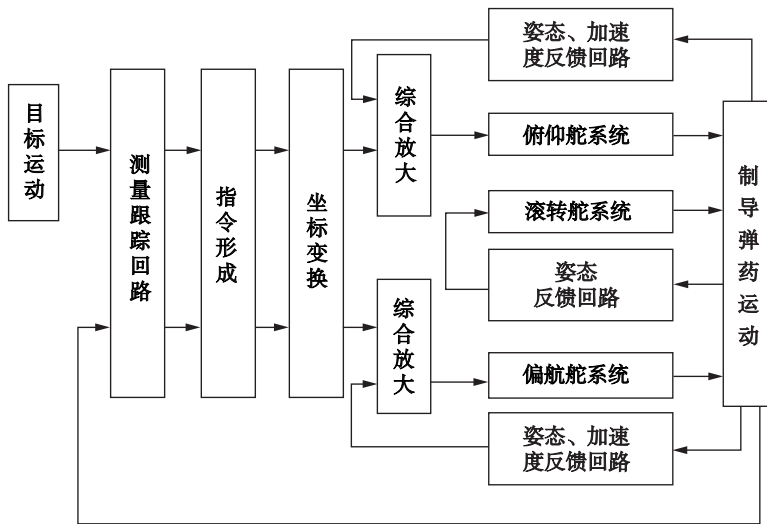 目标运动
测量跟踪回路
指令形成
坐标变换
综合放大
姿态、加速
度反馈回路
俯仰舵系统
滚转舵系统
姿态
反馈回路
综合放大
偏航舵系统
姿态、加速
度反馈回路
制导弹药运动